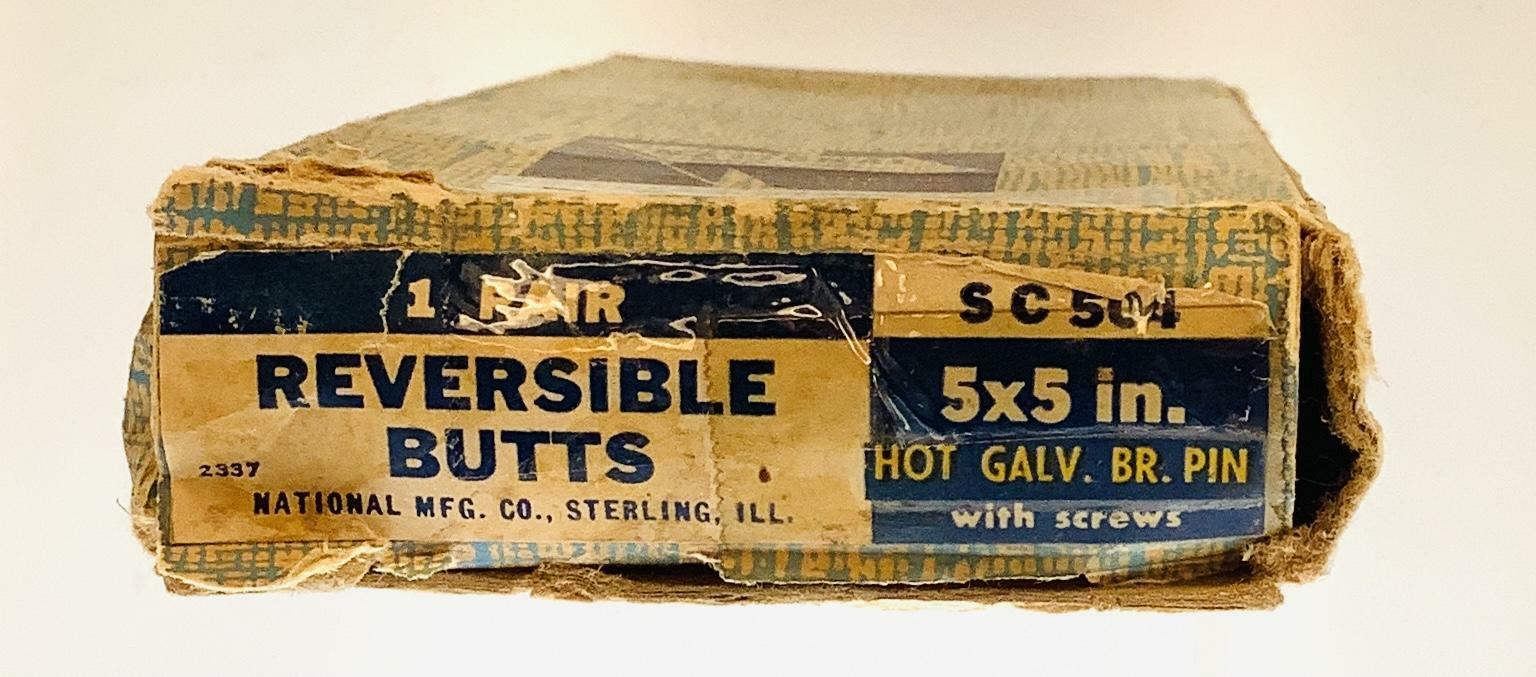 1 PAIR
REVERSIBLE
BUTTS
2337
NATIONAL MFG. CO., STERLING, ILL.
SC 504
5x5 in.
HOT GALV. BR. PIN
with screws